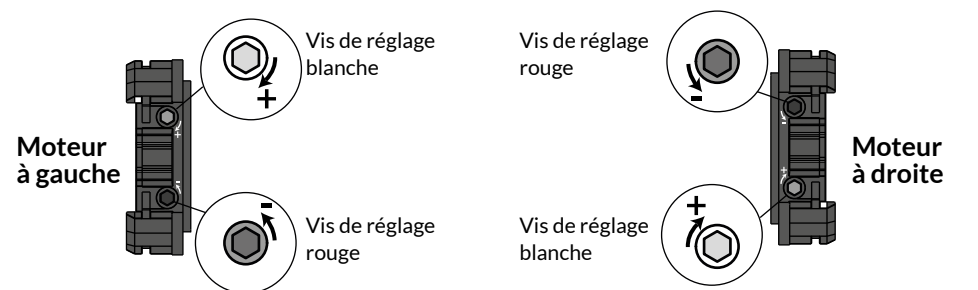 Vis de réglage
blanche
+
Moteur
à gauche
-
Vis de réglage
rouge
Vis de réglage
rouge
-
Moteur
à droite
+
Vis de réglage
blanche